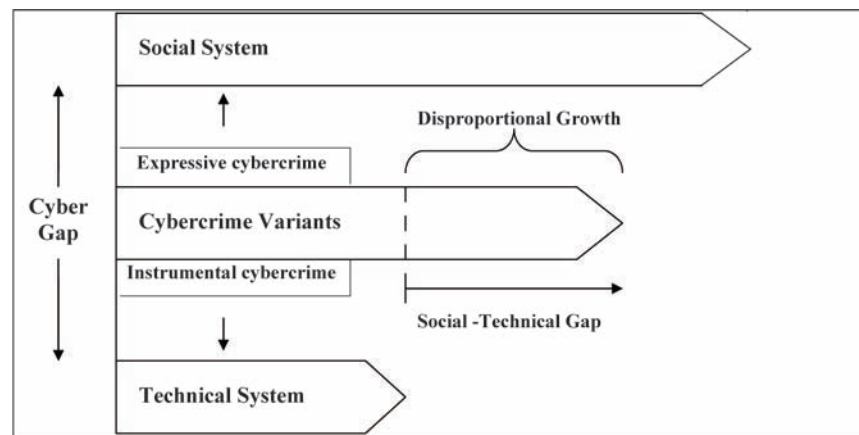 Social System
Disproportional Growth
Expressive cybercrime
Cyber
Gap
Cybercrime Variants
Instrumental cybercrime
Social -Technical Gap
Technical System